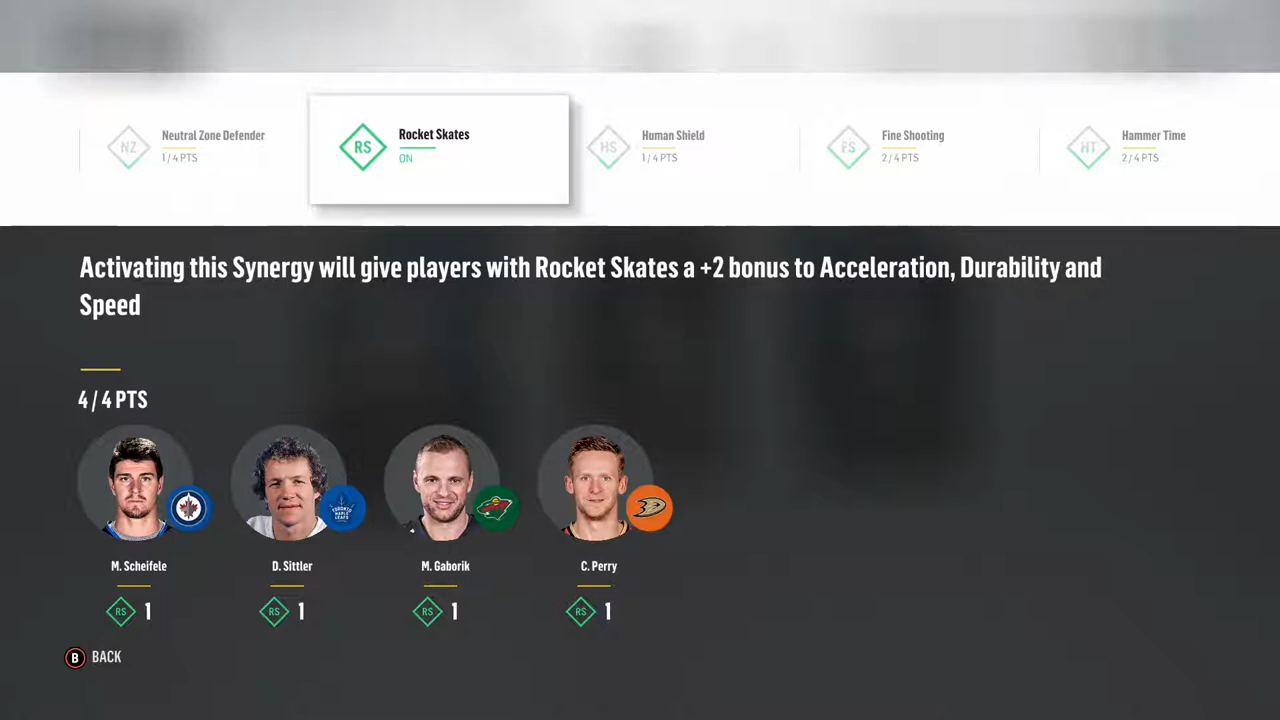 NZ
Neutral Zone Defender
1 / 4 PTS
RS
Rocket Skates
ON
HS
Human Shield
1 / 4 PTS
FS
Fine Shooting
2 / 4 PTS
HT
Hammer Time
2 / 4 PTS
Activating this Synergy will give players with Rocket Skates a +2 bonus to Acceleration, Durability and
Speed
4 / 4 PTS
TORONTO
MAPLE
LEAFS
M. Scheifele
D. Sittler
M. Gaborik
C. Perry
RS 1
RS 1
RS 1
RS 1
B BACK